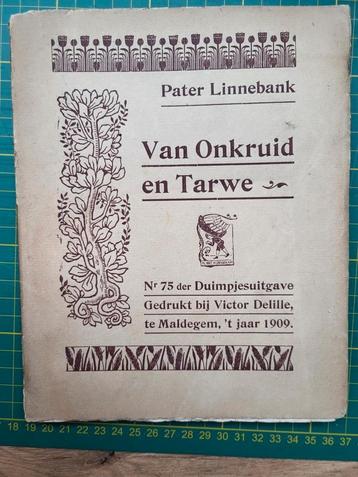 Pater Linnebank
Van Onkruid
en Tarwe
Nr 75 der Duimpjesuitgave
Gedrukt bij Victor Delille,
te Maldegem, 't jaar 1909.
18 19 20 21 22 23 24 25 26 27 28 29 30 31 32 33 34 35 36 37